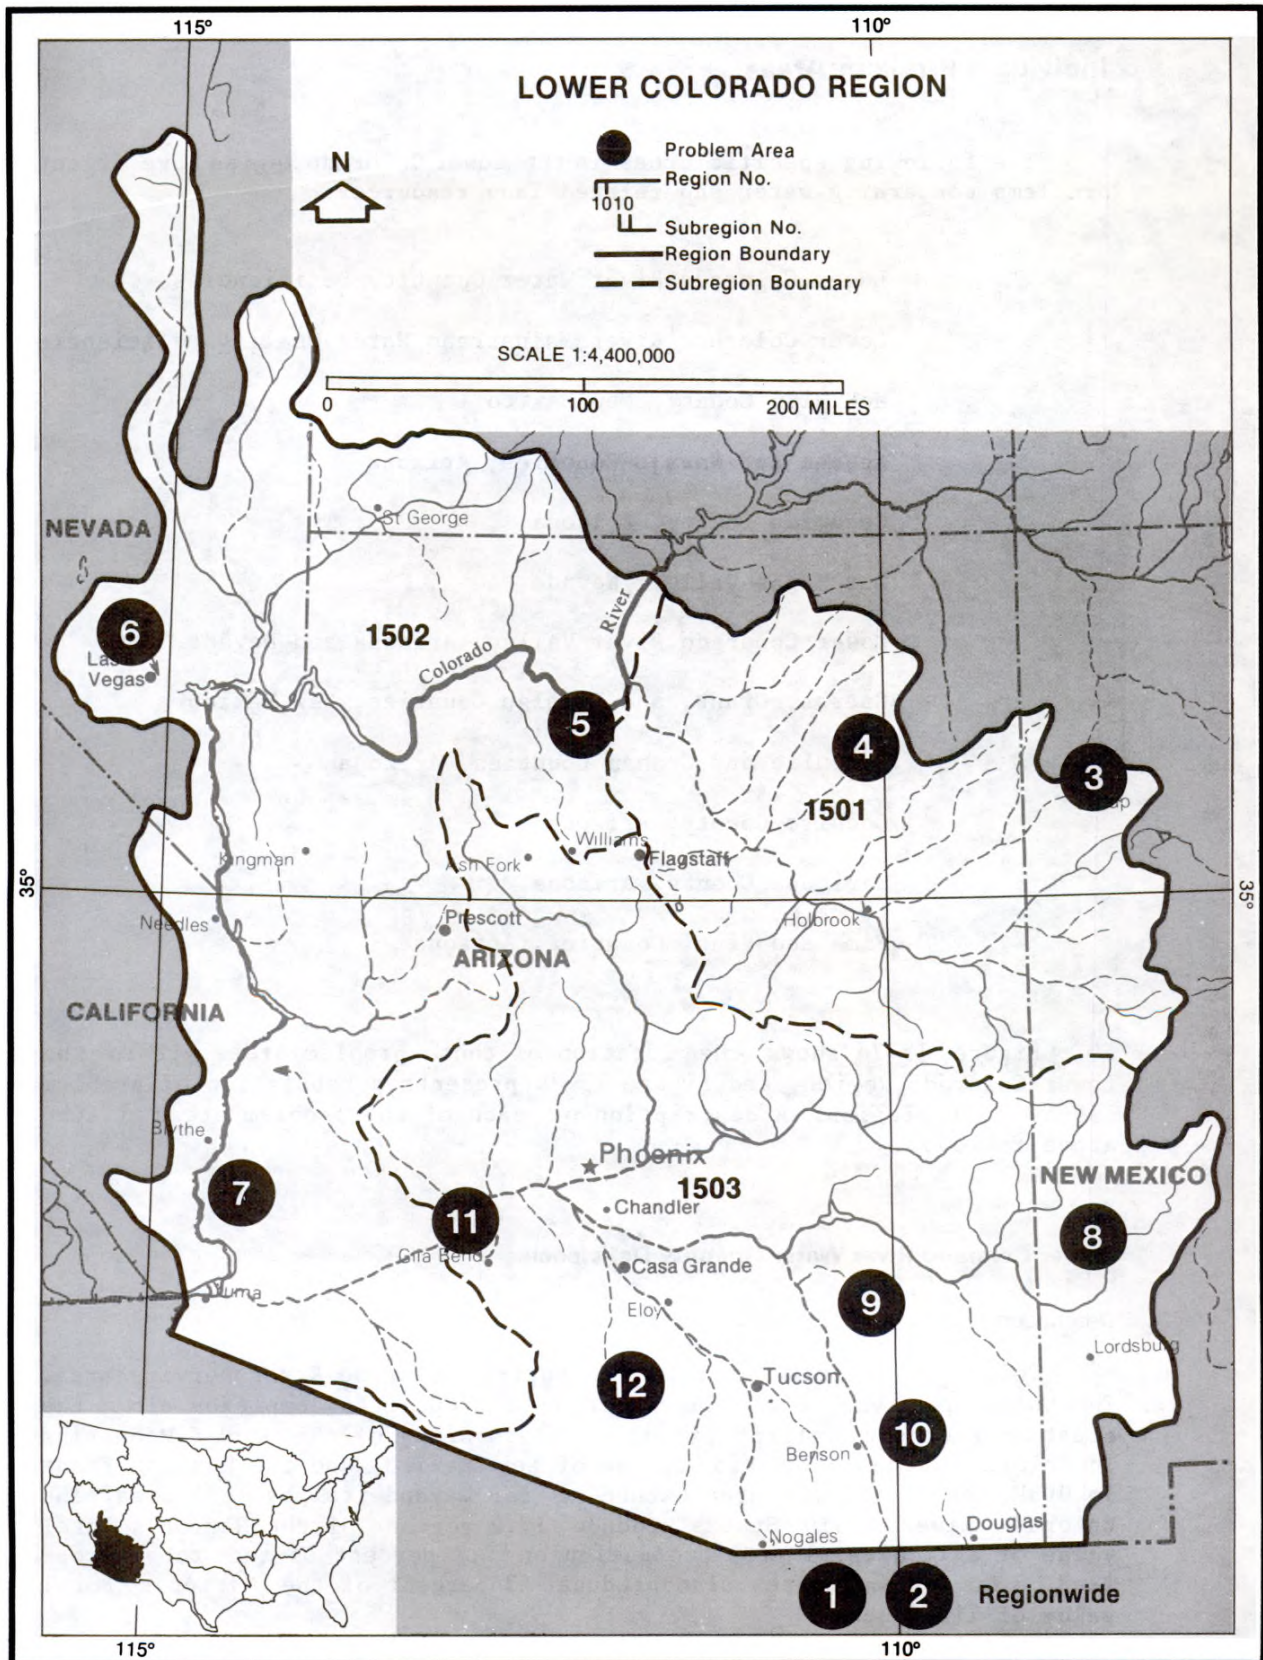 115°
110°
LOWER COLORADO REGION
N
Problem Area
Region No.
1010
Subregion No.
Region Boundary
Subregion Boundary
SCALE 1:4,400,000
0 100 200 MILES
St George
NEVADA
6
Las Vegas
1502
River
Colorado
5
4
3
1501
Williams
Kingman
Ash Fork
Flagstaff
35°
35°
Needles
Prescott
Holbrook
ARIZONA
CALIFORNIA
Blythe
Phoenix
NEW MEXICO
7
1503
11
Chandler
8
Gila Bend
Casa Grande
Yuma
Eloy
9
Lordsburg
12
Tucson
10
Benson
Nogales
Douglas
1 2 Regionwide
115°
110°